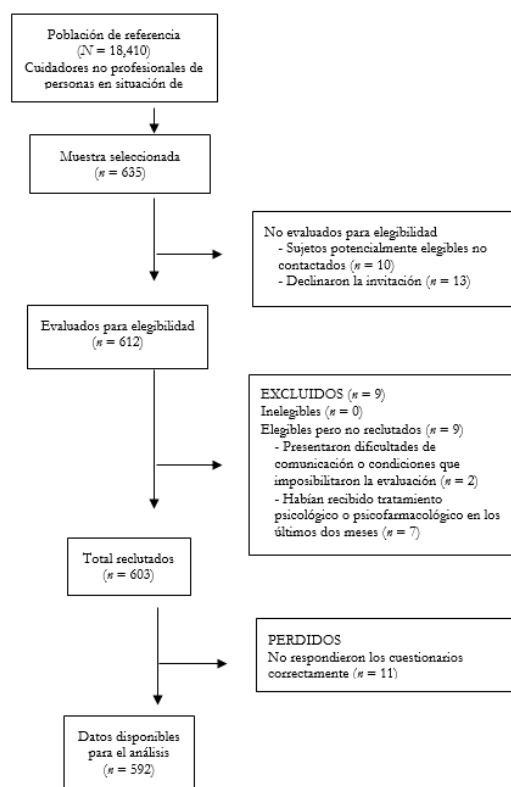 Población de referencia
(N = 18,410)
Cuidadores no profesionales de
personas en situación de
Muestra seleccionada
(n = 635)
No evaluados para elegibilidad
- Sujetos potencialmente elegibles no
contactados (n = 10)
- Declinaron la invitación (n = 13)
Evaluados para elegibilidad
(n = 612)
EXCLUIDOS (n = 9)
Inelegibles (n = 0)
Elegibles pero no reclutados (n = 9)
- Presentaron dificultades de
comunicación o condiciones que
imposibilitaron la evaluación (n = 2)
- Habían recibido tratamiento
psicológico o psicofarmacológico en los
últimos dos meses (n = 7)
Total reclutados
(n = 603)
PERDIDOS
No respondieron los cuestionarios
correctamente (n = 11)
Datos disponibles
para el análisis
(n = 592)